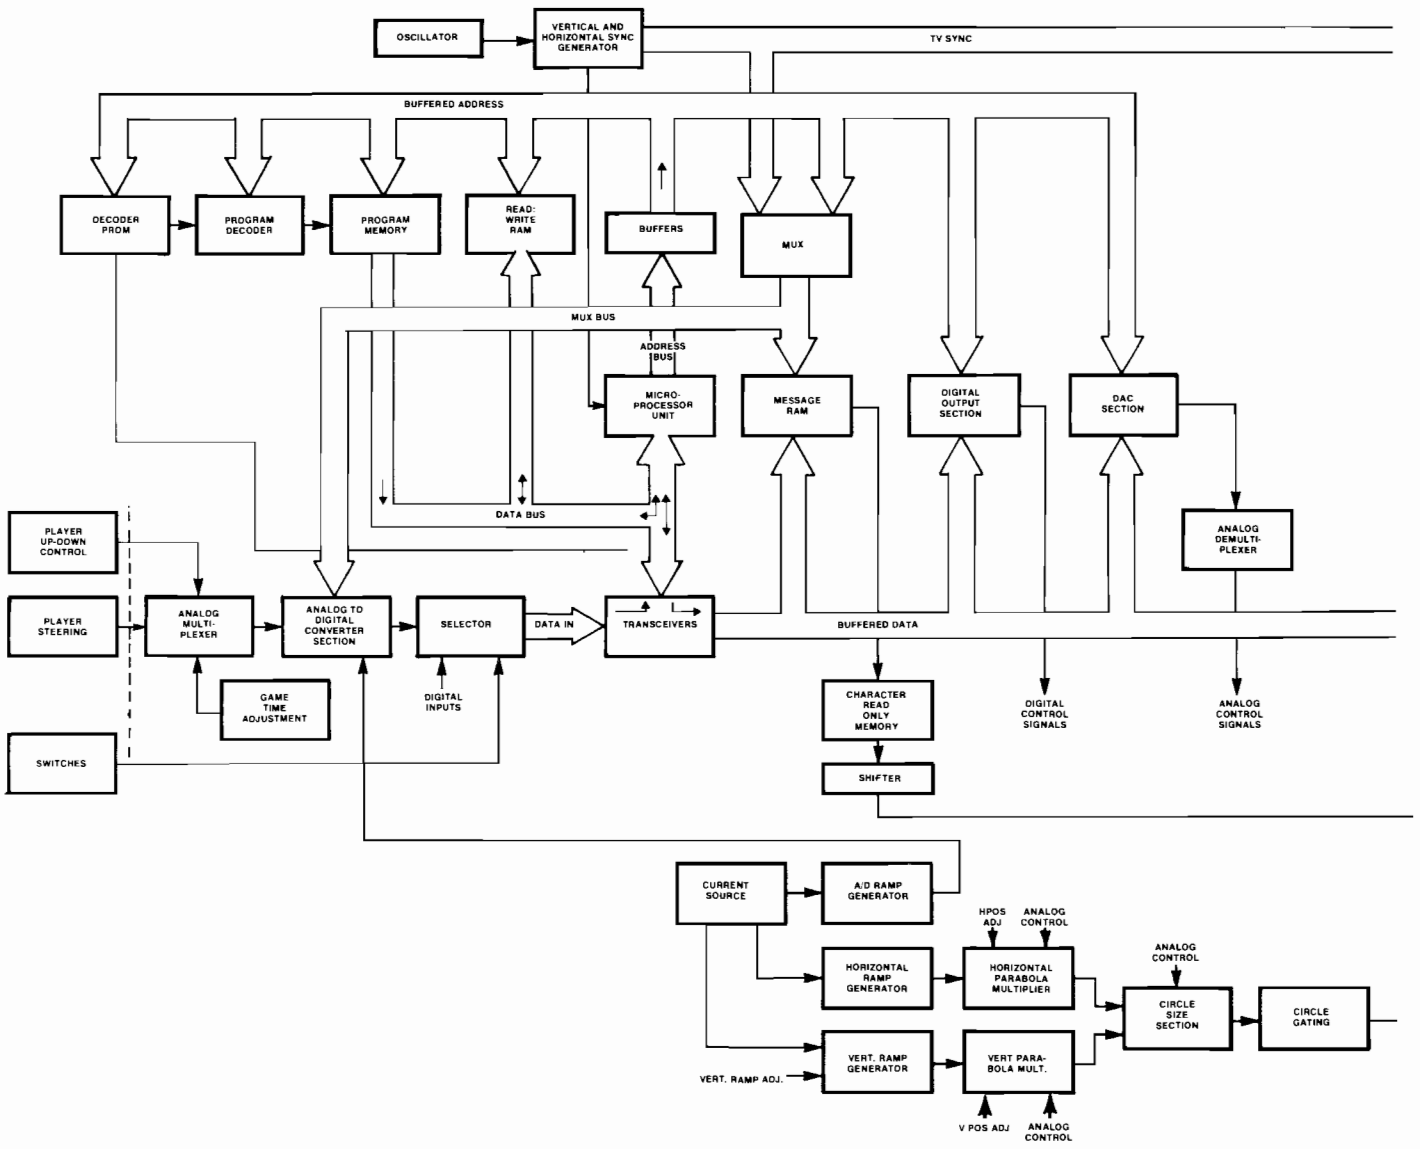 OSCILLATOR
VERTICAL AND
HORIZONTAL SYNC
GENERATOR
TV SYNC
BUFFERED ADDRESS
DECODER
PROM
PROGRAM
DECODER
PROGRAM
MEMORY
READ:
WRITE
RAM
BUFFERS
MUX
MUX BUS
ADDRESS
BUS
MICRO-
PROCESSOR
UNIT
MESSAGE
RAM
DIGITAL
OUTPUT
SECTION
DAC
SECTION
DATA BUS
PLAYER
UP-DOWN
CONTROL
ANALOG
DEMULTI-
PLEXER
PLAYER
STEERING
ANALOG
MULTI-
PLEXER
ANALOG TO
DIGITAL
CONVERTER
SECTION
SELECTOR
DATA IN
TRANSCEIVERS
BUFFERED DATA
GAME
TIME
ADJUSTMENT
DIGITAL
INPUTS
CHARACTER
READ
ONLY
MEMORY
DIGITAL
CONTROL
SIGNALS
ANALOG
CONTROL
SIGNALS
SWITCHES
SHIFTER
CURRENT
SOURCE
A/D RAMP
GENERATOR
HPOS
ADJ
ANALOG
CONTROL
HORIZONTAL
RAMP
GENERATOR
HORIZONTAL
PARABOLA
MULTIPLIER
ANALOG
CONTROL
CIRCLE
SIZE
SECTION
CIRCLE
GATING
VERT. RAMP
GENERATOR
VERT PARA-
BOLA MULT.
VERT. RAMP ADJ.
V POS ADJ
ANALOG
CONTROL